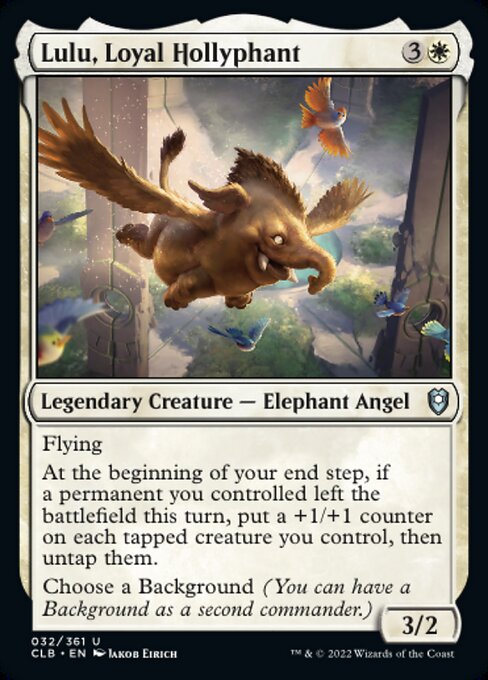 Lulu, Loyal Hollyphant 3
Legendary Creature — Elephant Angel
Flying
At the beginning of your end step, if
a permanent you controlled left the
battlefield this turn, put a +1/+1 counter
on each tapped creature you control, then
untap them.
Choose a Background (You can have a
Background as a second commander.)
3/2
032/361 U
CLB • EN Jakob Eirich
™ & © 2022 Wizards of the Coast